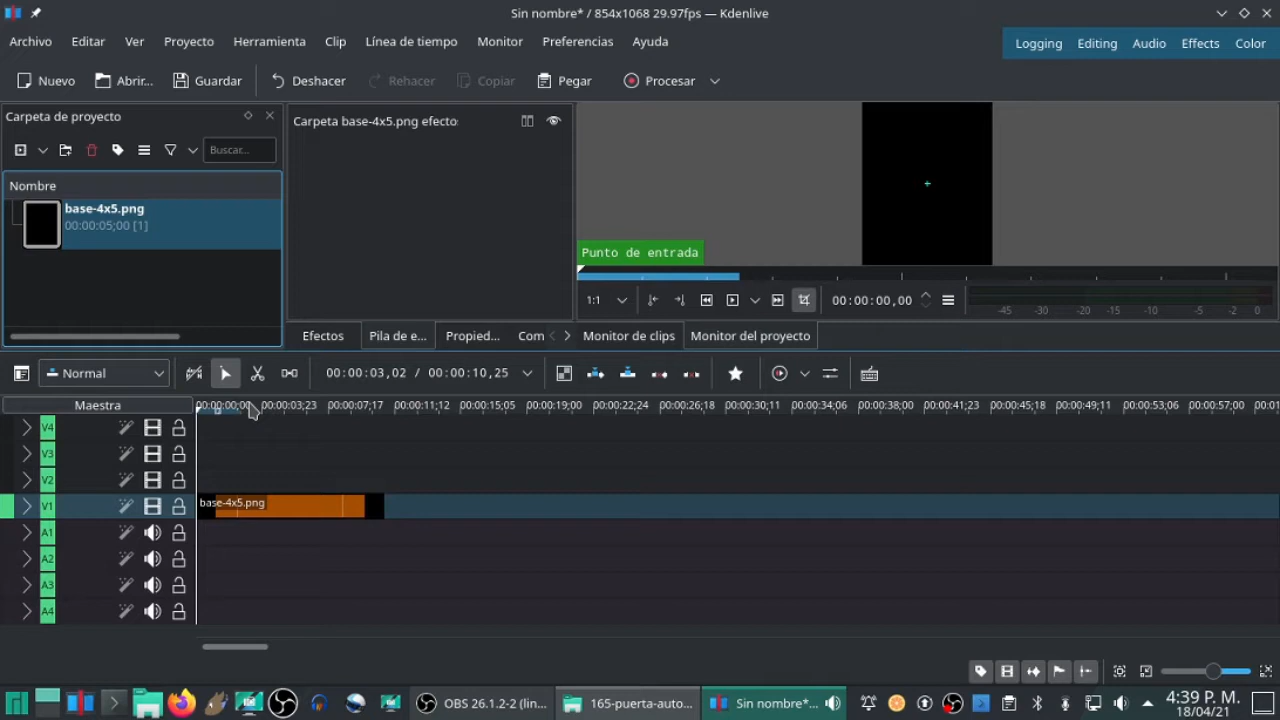 Sin nombre* / 854x1068 29.97fps — Kdenlive
Archivo Editar Ver Proyecto Herramienta Clip Línea de tiempo Monitor Preferencias Ayuda
Logging Editing Audio Effects Color
Nuevo Abrir... Guardar Deshacer Rehacer Copiar Pegar Procesar
Carpeta de proyecto
Carpeta base-4x5.png efecto
Buscar...
Nombre
base-4x5.png
00:00:05;00 [1]
Punto de entrada
1:1
00:00:00,00
-45 -30 -20 -15 -10 -5 -2 0
Efectos Pila de e... Propied... Com Monitor de clips Monitor del proyecto
Normal
00:00:03,02 / 00:00:10,25
Maestra
00:00:00;00 00:00:03;23 00:00:07;17 00:00:11;12 00:00:15;05 00:00:19;00 00:00:22;24 00:00:26;18 00:00:30;11 00:00:34;06 00:00:38;00 00:00:41;23 00:00:45;18 00:00:49;11 00:00:53;06 00:00:57;00 00:01
V4
V3
V2
V1
base-4x5.png
A1
A2
A3
A4
OBS 26.1.2-2 (lin...
165-puerta-auto...
Sin nombre*...
4:39 P. M.
18/04/21